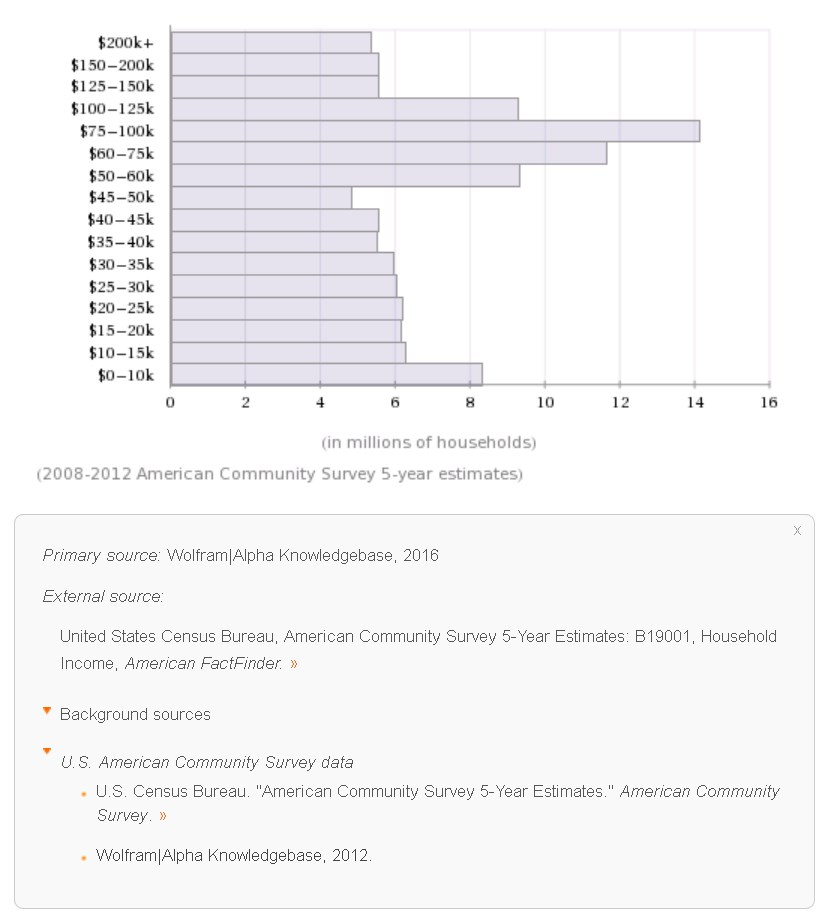 $200k+
$150–200k
$125–150k
$100–125k
$75–100k
$60–75k
$50–60k
$45–50k
$40–45k
$35–40k
$30–35k
$25–30k
$20–25k
$15–20k
$10–15k
$0–10k
0 2 4 6 8 10 12 14 16
(in millions of households)
(2008-2012 American Community Survey 5-year estimates)
x
Primary source: Wolfram|Alpha Knowledgebase, 2016
External source:
United States Census Bureau, American Community Survey 5-Year Estimates: B19001, Household
Income, American FactFinder. »
Background sources
U.S. American Community Survey data
• U.S. Census Bureau. "American Community Survey 5-Year Estimates." American Community
Survey. »
• Wolfram|Alpha Knowledgebase, 2012.